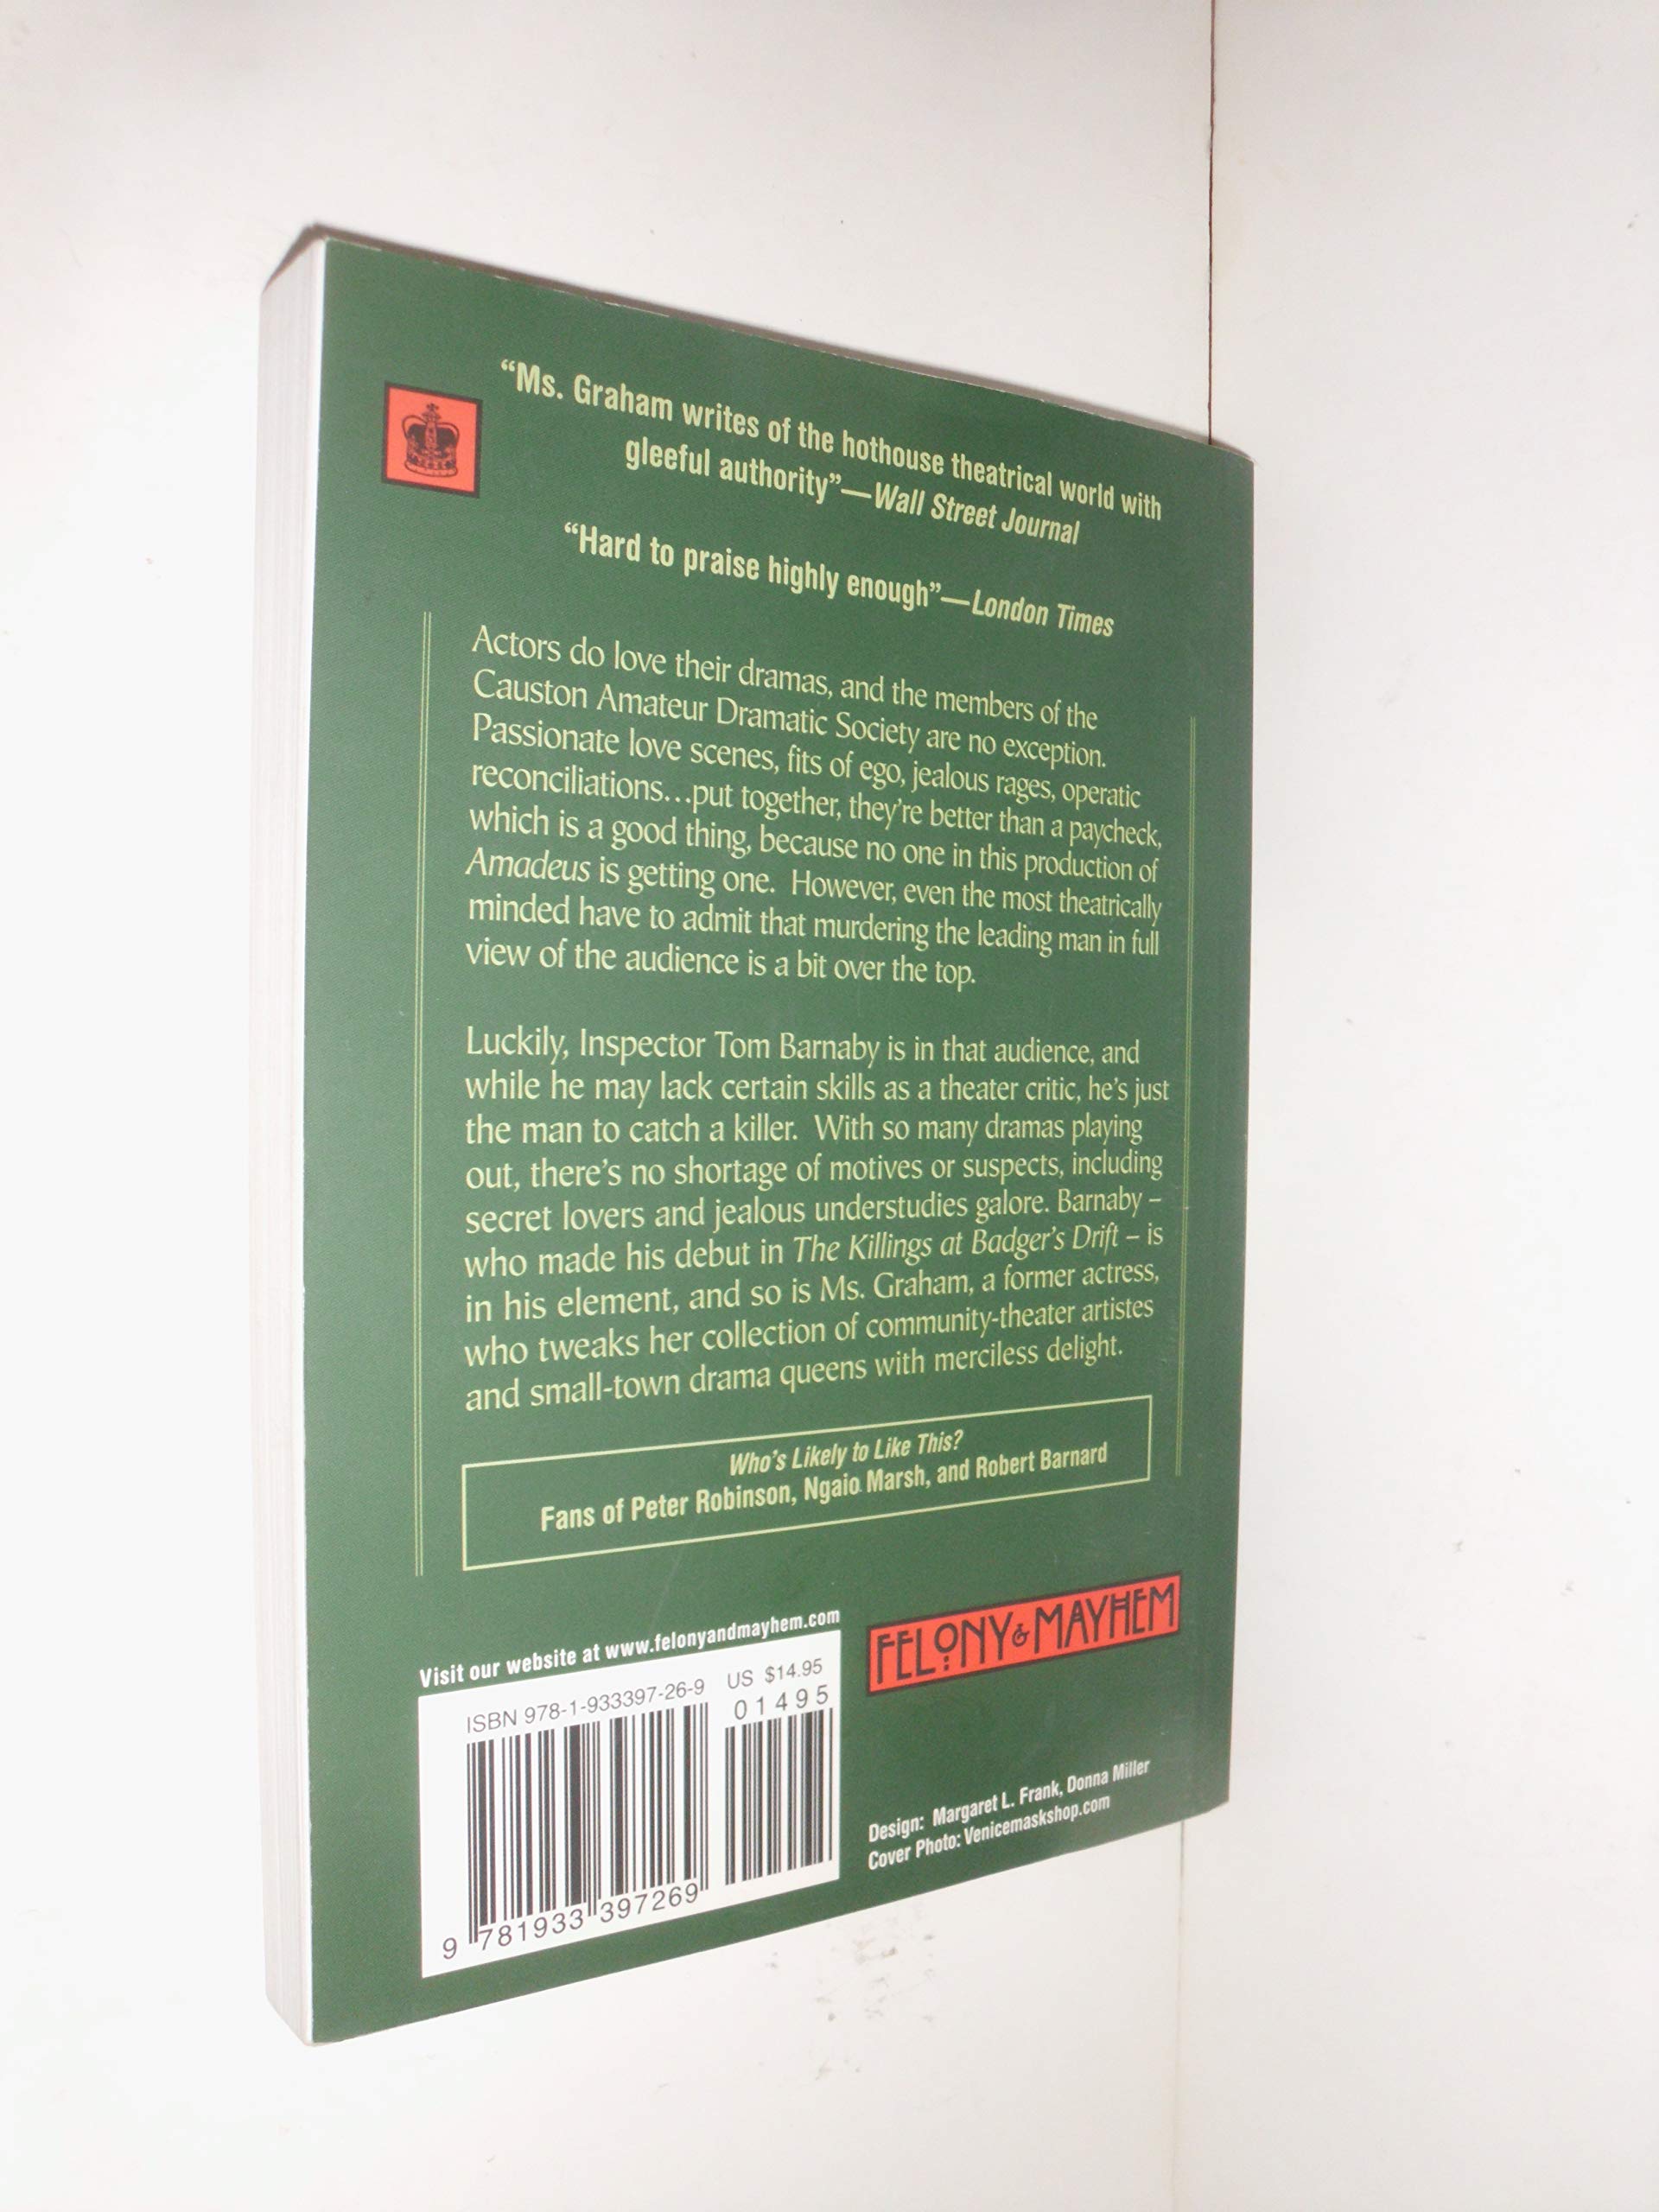 “Ms. Graham writes of the hothouse theatrical world with
gleeful authority”—Wall Street Journal
“Hard to praise highly enough”—London Times
Actors do love their dramas, and the members of the
Causton Amateur Dramatic Society are no exception.
Passionate love scenes, fits of ego, jealous rages, operatic
reconciliations...put together, they’re better than a paycheck,
which is a good thing, because no one in this production of
Amadeus is getting one. However, even the most theatrically
minded have to admit that murdering the leading man in full
view of the audience is a bit over the top.
Luckily, Inspector Tom Barnaby is in that audience, and
while he may lack certain skills as a theater critic, he’s just
the man to catch a killer. With so many dramas playing
out, there’s no shortage of motives or suspects, including
secret lovers and jealous understudies galore. Barnaby –
who made his debut in The Killings at Badger’s Drift – is
in his element, and so is Ms. Graham, a former actress,
who tweaks her collection of community-theater artistes
and small-town drama queens with merciless delight.
Who’s Likely to Like This?
Fans of Peter Robinson, Ngaio Marsh, and Robert Barnard
Visit our website at www.felonyandmayhem.com
FELONY & MAYHEM
ISBN 978-1-933397-26-9 US $14.95
01495
9 781933 397269
Design: Margaret L. Frank, Donna Miller
Cover Photo: Venicemaskshop.com